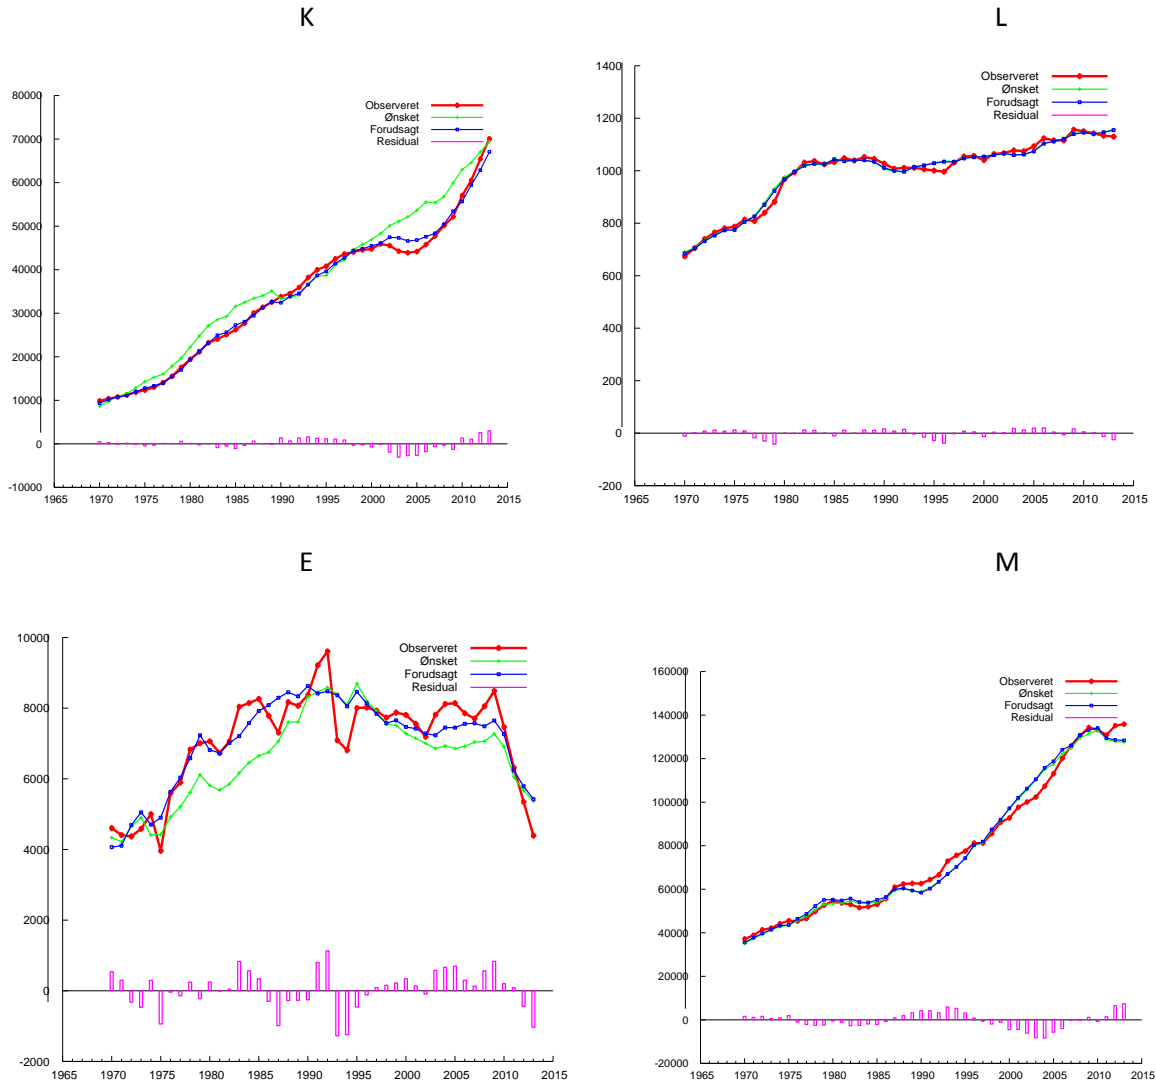 K
80000
70000
60000
50000
40000
30000
20000
10000
0
-10000
1965 1970 1975 1980 1985 1990 1995 2000 2005 2010 2015
Observeret
Ønsket
Forudsagt
Residual
L
1400
1200
1000
800
600
400
200
0
-200
1965 1970 1975 1980 1985 1990 1995 2000 2005 2010 2015
Observeret
Ønsket
Forudsagt
Residual
E
10000
8000
6000
4000
2000
0
-2000
1965 1970 1975 1980 1985 1990 1995 2000 2005 2010 2015
Observeret
Ønsket
Forudsagt
Residual
M
160000
140000
120000
100000
80000
60000
40000
20000
0
-20000
1965 1970 1975 1980 1985 1990 1995 2000 2005 2010 2015
Observeret
Ønsket
Forudsagt
Residual